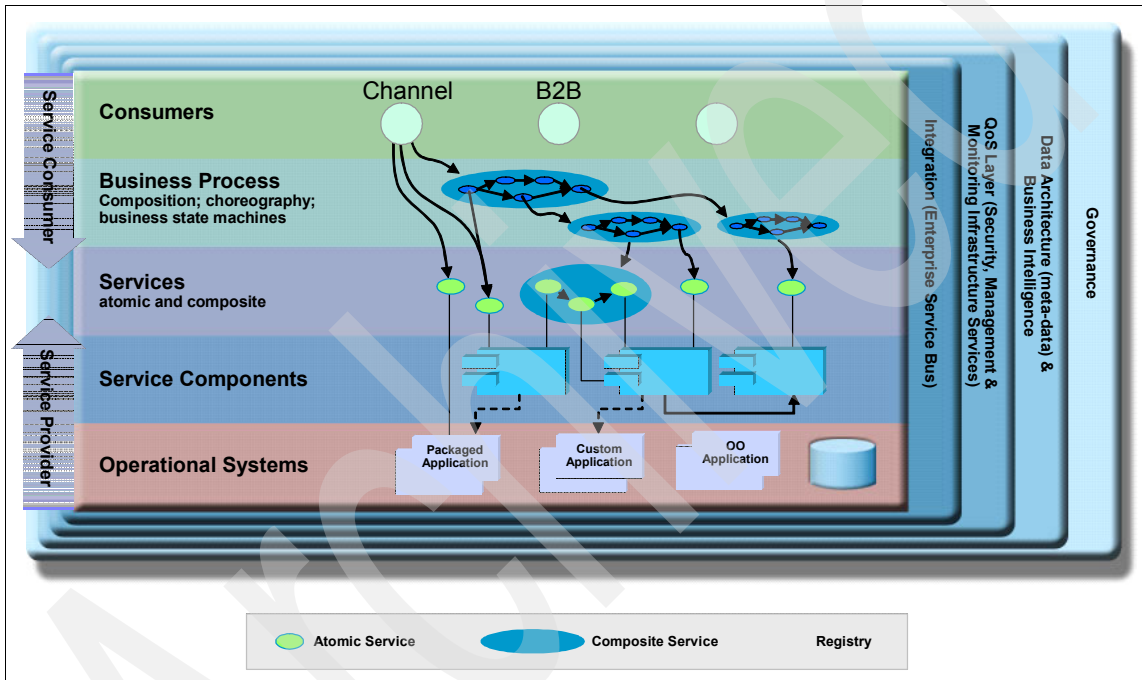 Channel
B2B
Consumers
Business Process
Composition; choreography;
business state machines
Services
atomic and composite
Service Components
Operational Systems
Packaged
Application
Custom
Application
OO
Application
Service Consumer
Service Provider
Integration (Enterprise Service Bus)
QoS Layer (Security, Management &
Monitoring Infrastructure Services)
Data Architecture (meta-data) &
Business Intelligence
Governance
Atomic Service
Composite Service
Registry
Archived